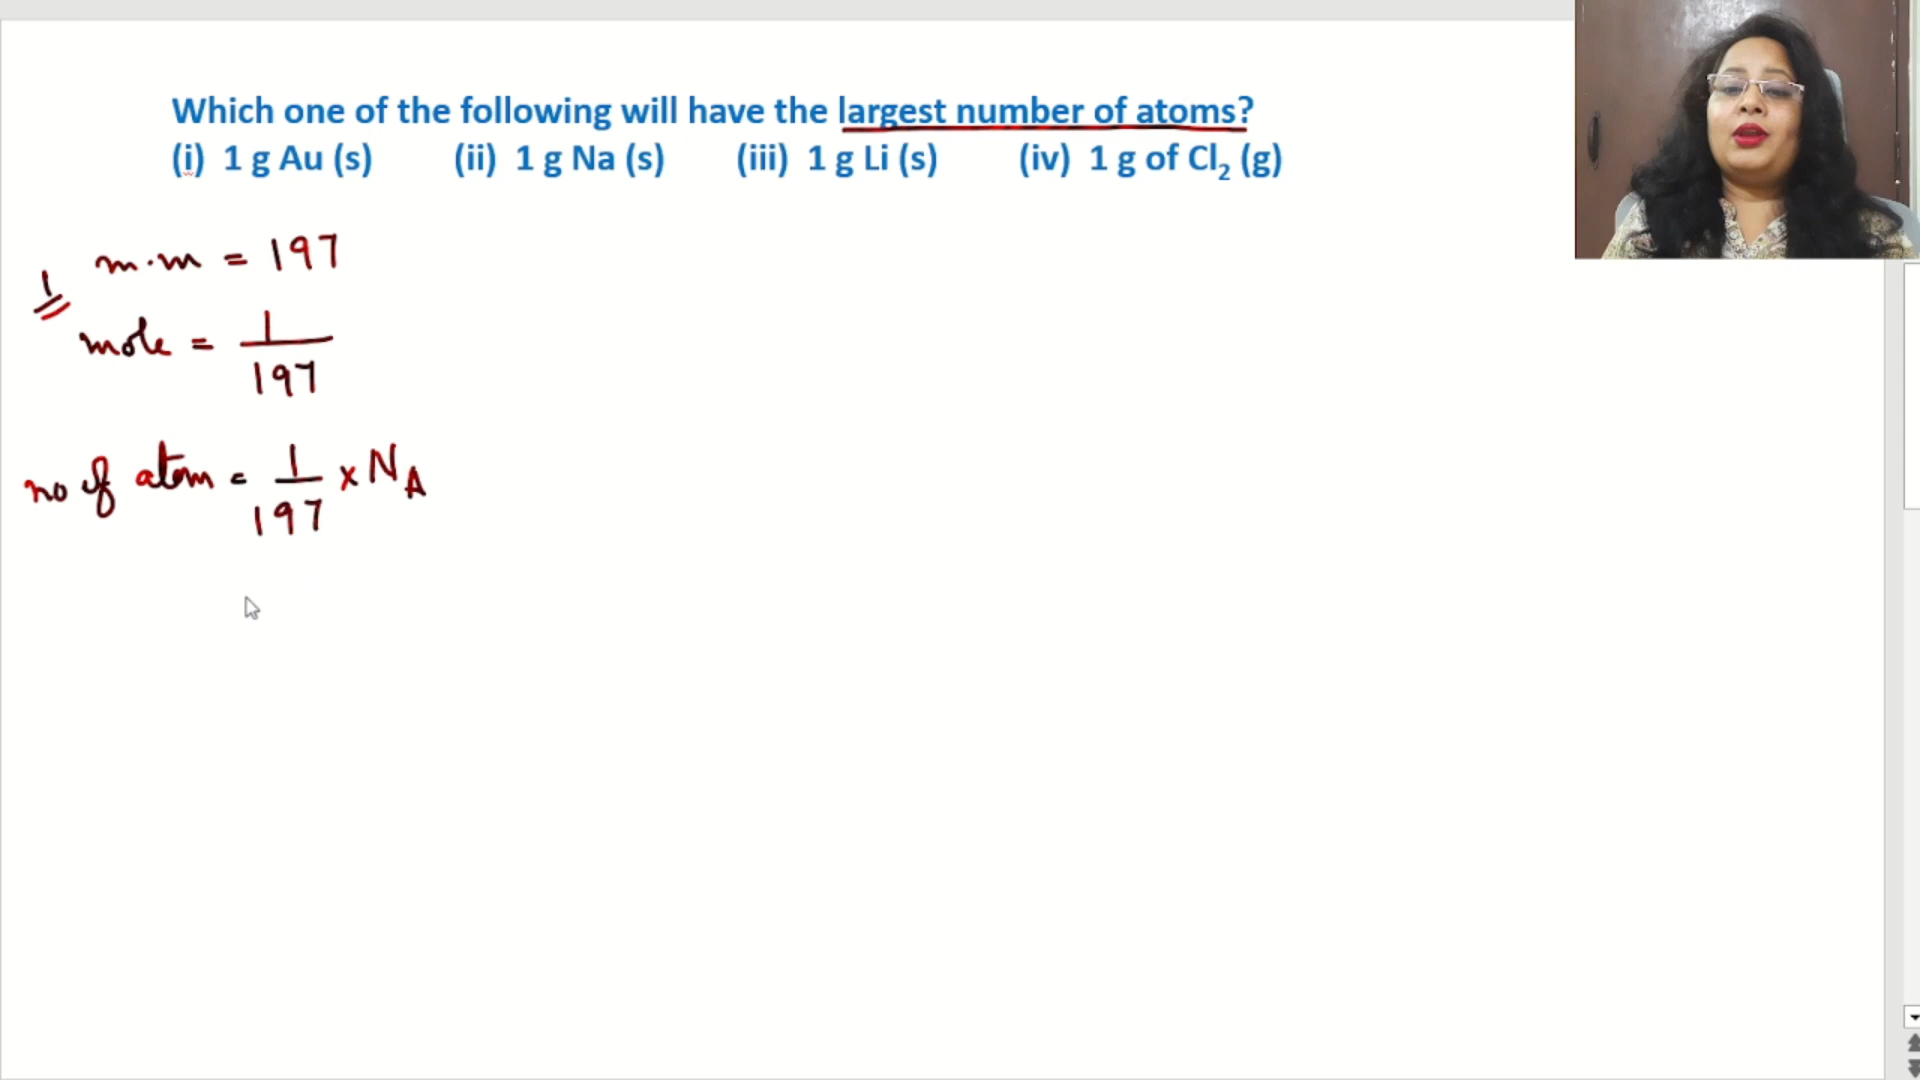 Which one of the following will have the largest number of atoms?
(i) 1 g Au (s) (ii) 1 g Na (s) (iii) 1 g Li (s) (iv) 1 g of Cl₂ (g)
m.m = 197
1
mole = 1/197
no of atom = 1/197 × N_A